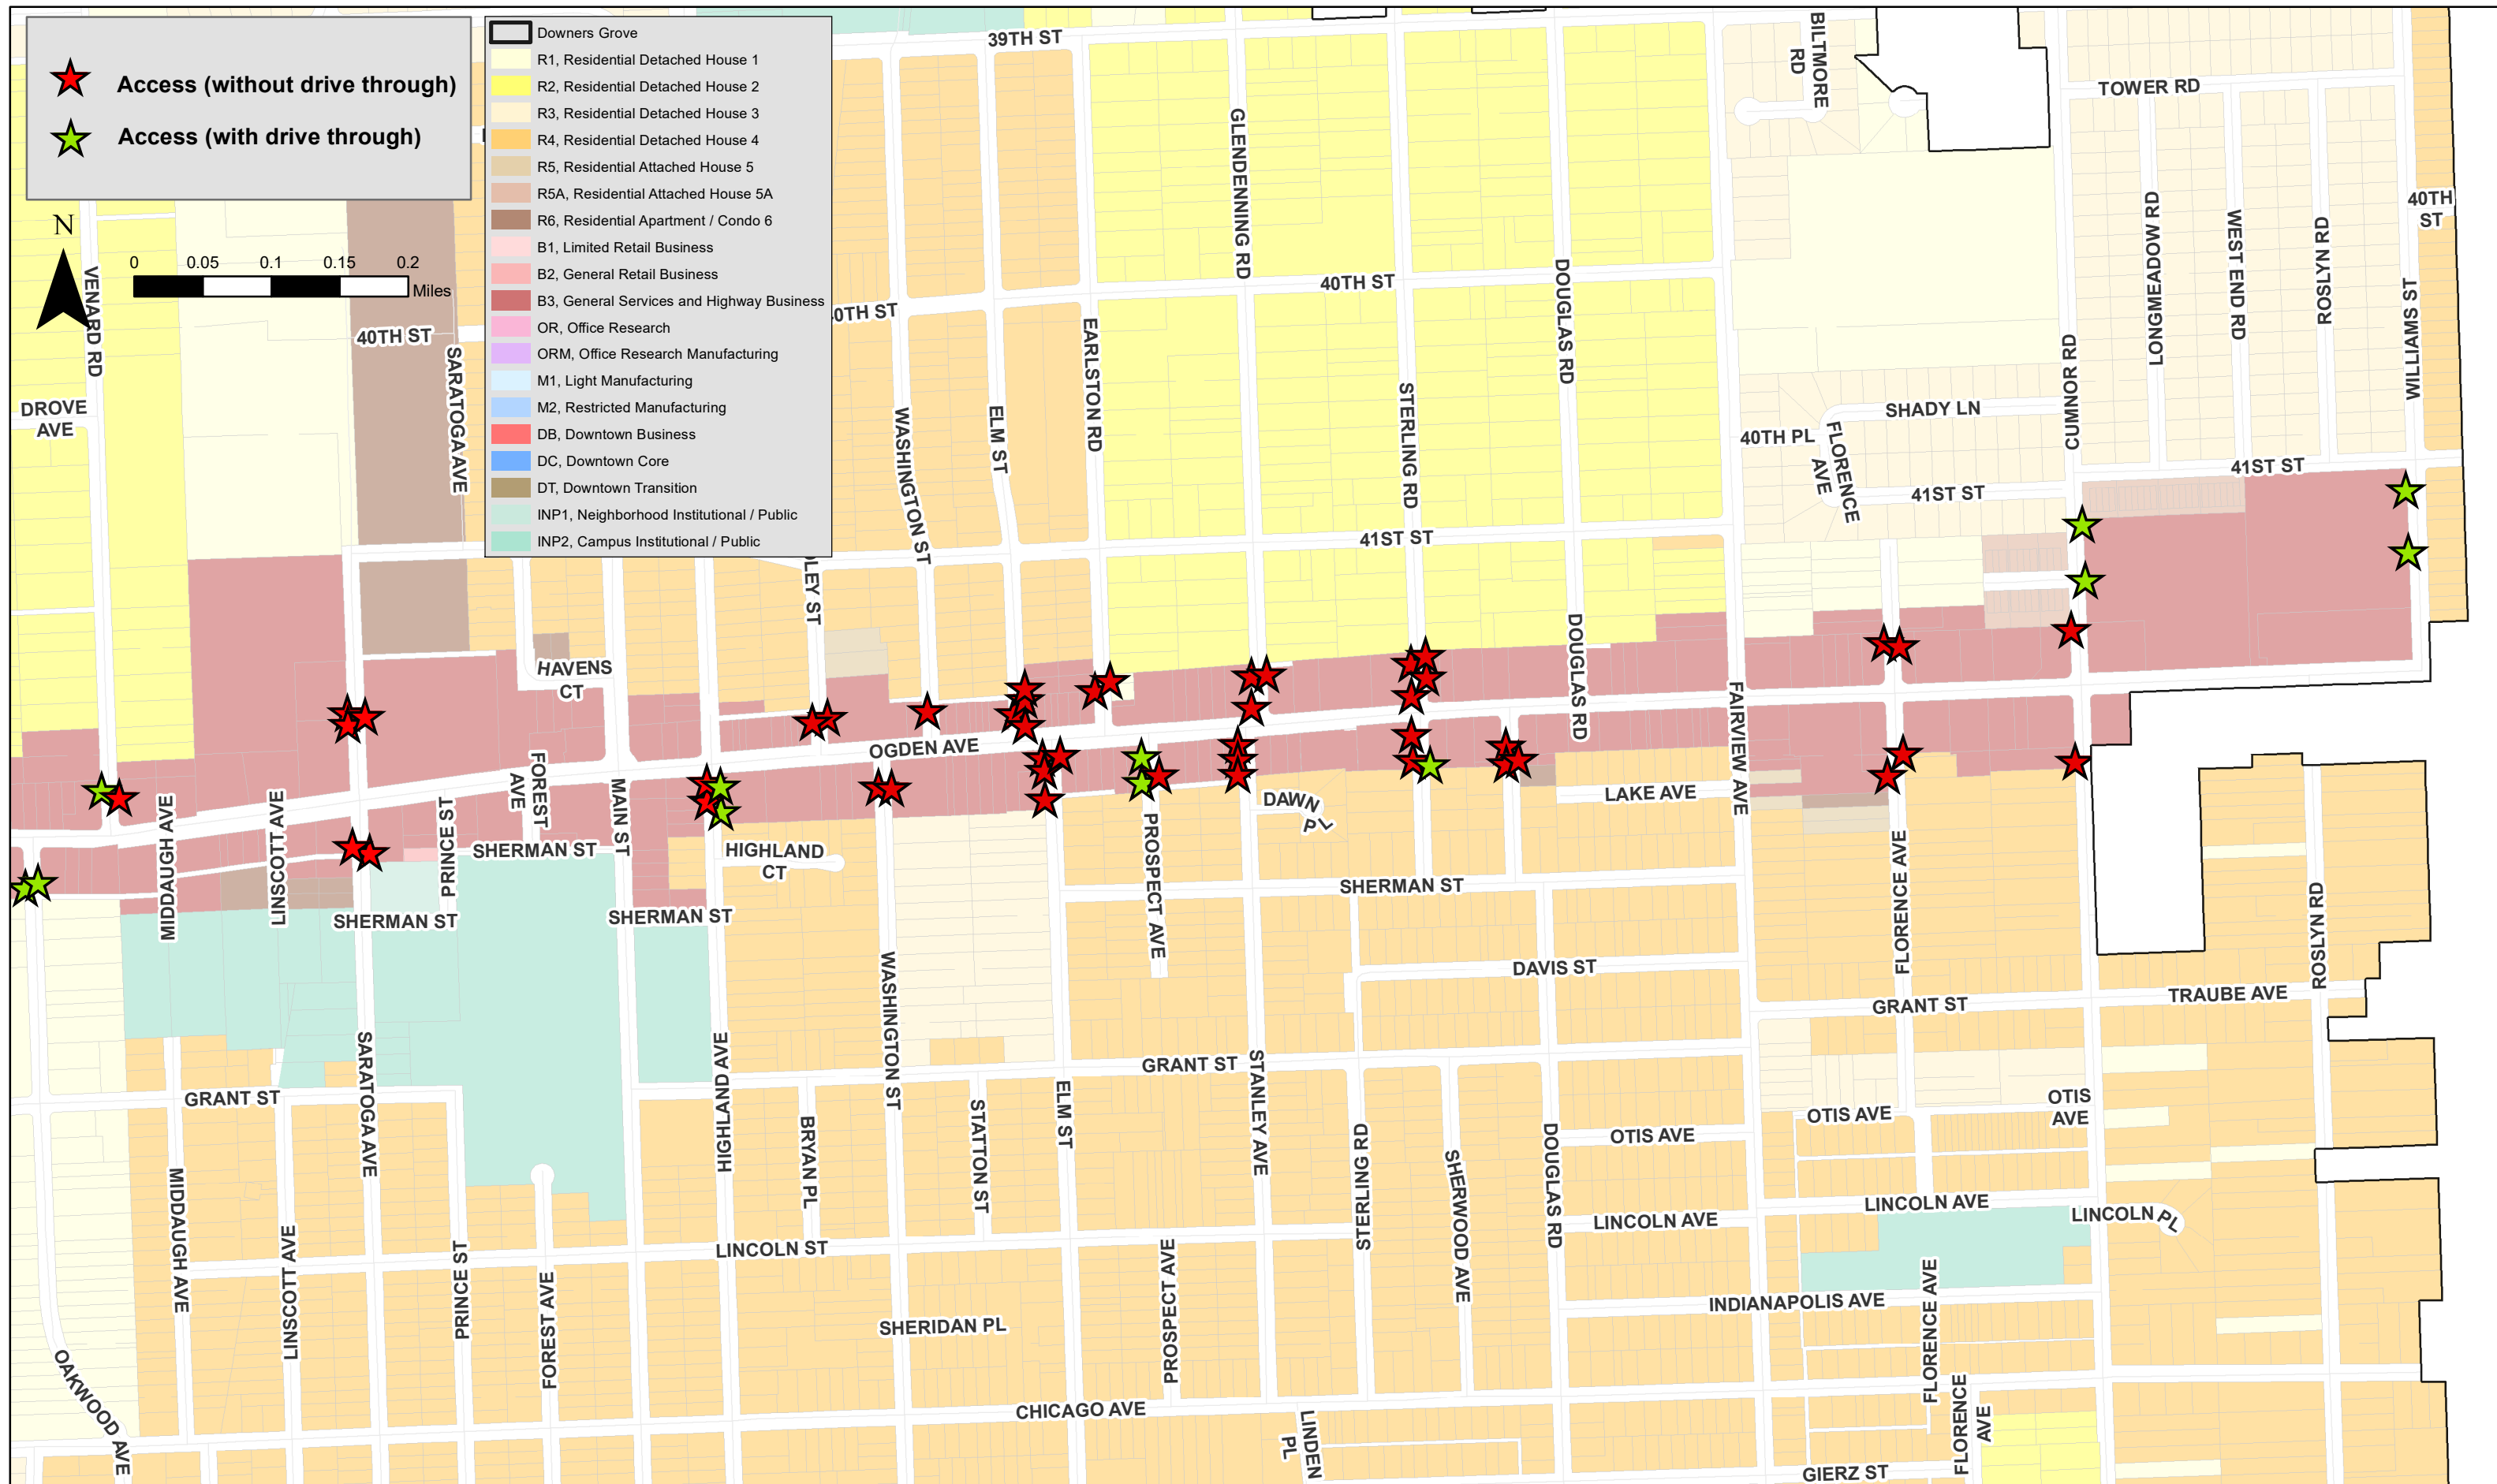 Access (without drive through)
Access (with drive through)
N
0 0.05 0.1 0.15 0.2
Miles
Downers Grove
R1, Residential Detached House 1
R2, Residential Detached House 2
R3, Residential Detached House 3
R4, Residential Detached House 4
R5, Residential Attached House 5
R5A, Residential Attached House 5A
R6, Residential Apartment / Condo 6
B1, Limited Retail Business
B2, General Retail Business
B3, General Services and Highway Business
OR, Office Research
ORM, Office Research Manufacturing
M1, Light Manufacturing
M2, Restricted Manufacturing
DB, Downtown Business
DC, Downtown Core
DT, Downtown Transition
INP1, Neighborhood Institutional / Public
INP2, Campus Institutional / Public
39TH ST
BILTMORE
RD
TOWER RD
GLENDENNING RD
40TH
ST
LONGMEADOW RD
WEST END RD
ROSLYN RD
WILLIAMS ST
VENARD RD
40TH ST
SARATOGA AVE
0TH ST
40TH ST
DOUGLAS RD
EARLSTON RD
STERLING RD
CUMNOR RD
DROVE
AVE
WASHINGTON ST
ELM ST
SHADY LN
40TH PL
FLORENCE
AVE
41ST ST
41ST ST
41ST ST
LEY ST
HAVENS
CT
DOUGLAS RD
FAIRVIEW AVE
OGDEN AVE
FOREST
AVE
MAIN ST
MIDDAUGH AVE
LINSCOTT AVE
PRINCE ST
SHERMAN ST
HIGHLAND
CT
PROSPECT AVE
DAWN
PL
LAKE AVE
SHERMAN ST
SHERMAN ST
SHERMAN ST
FLORENCE AVE
ROSLYN RD
WASHINGTON ST
DAVIS ST
GRANT ST
TRAUBE AVE
SARATOGA AVE
HIGHLAND AVE
GRANT ST
STANLEY AVE
GRANT ST
BRYAN PL
STATTON ST
ELM ST
STERLING RD
SHERWOOD AVE
DOUGLAS RD
OTIS AVE
OTIS AVE
OTIS
AVE
MIDDAUGH AVE
LINSCOTT AVE
PRINCE ST
FOREST AVE
LINCOLN ST
PROSPECT AVE
LINCOLN AVE
LINCOLN AVE
LINCOLN PL
SHERIDAN PL
INDIANAPOLIS AVE
FLORENCE AVE
OAKWOOD AVE
CHICAGO AVE
LINDEN
PL
FLORENCE
AVE
GIERZ ST